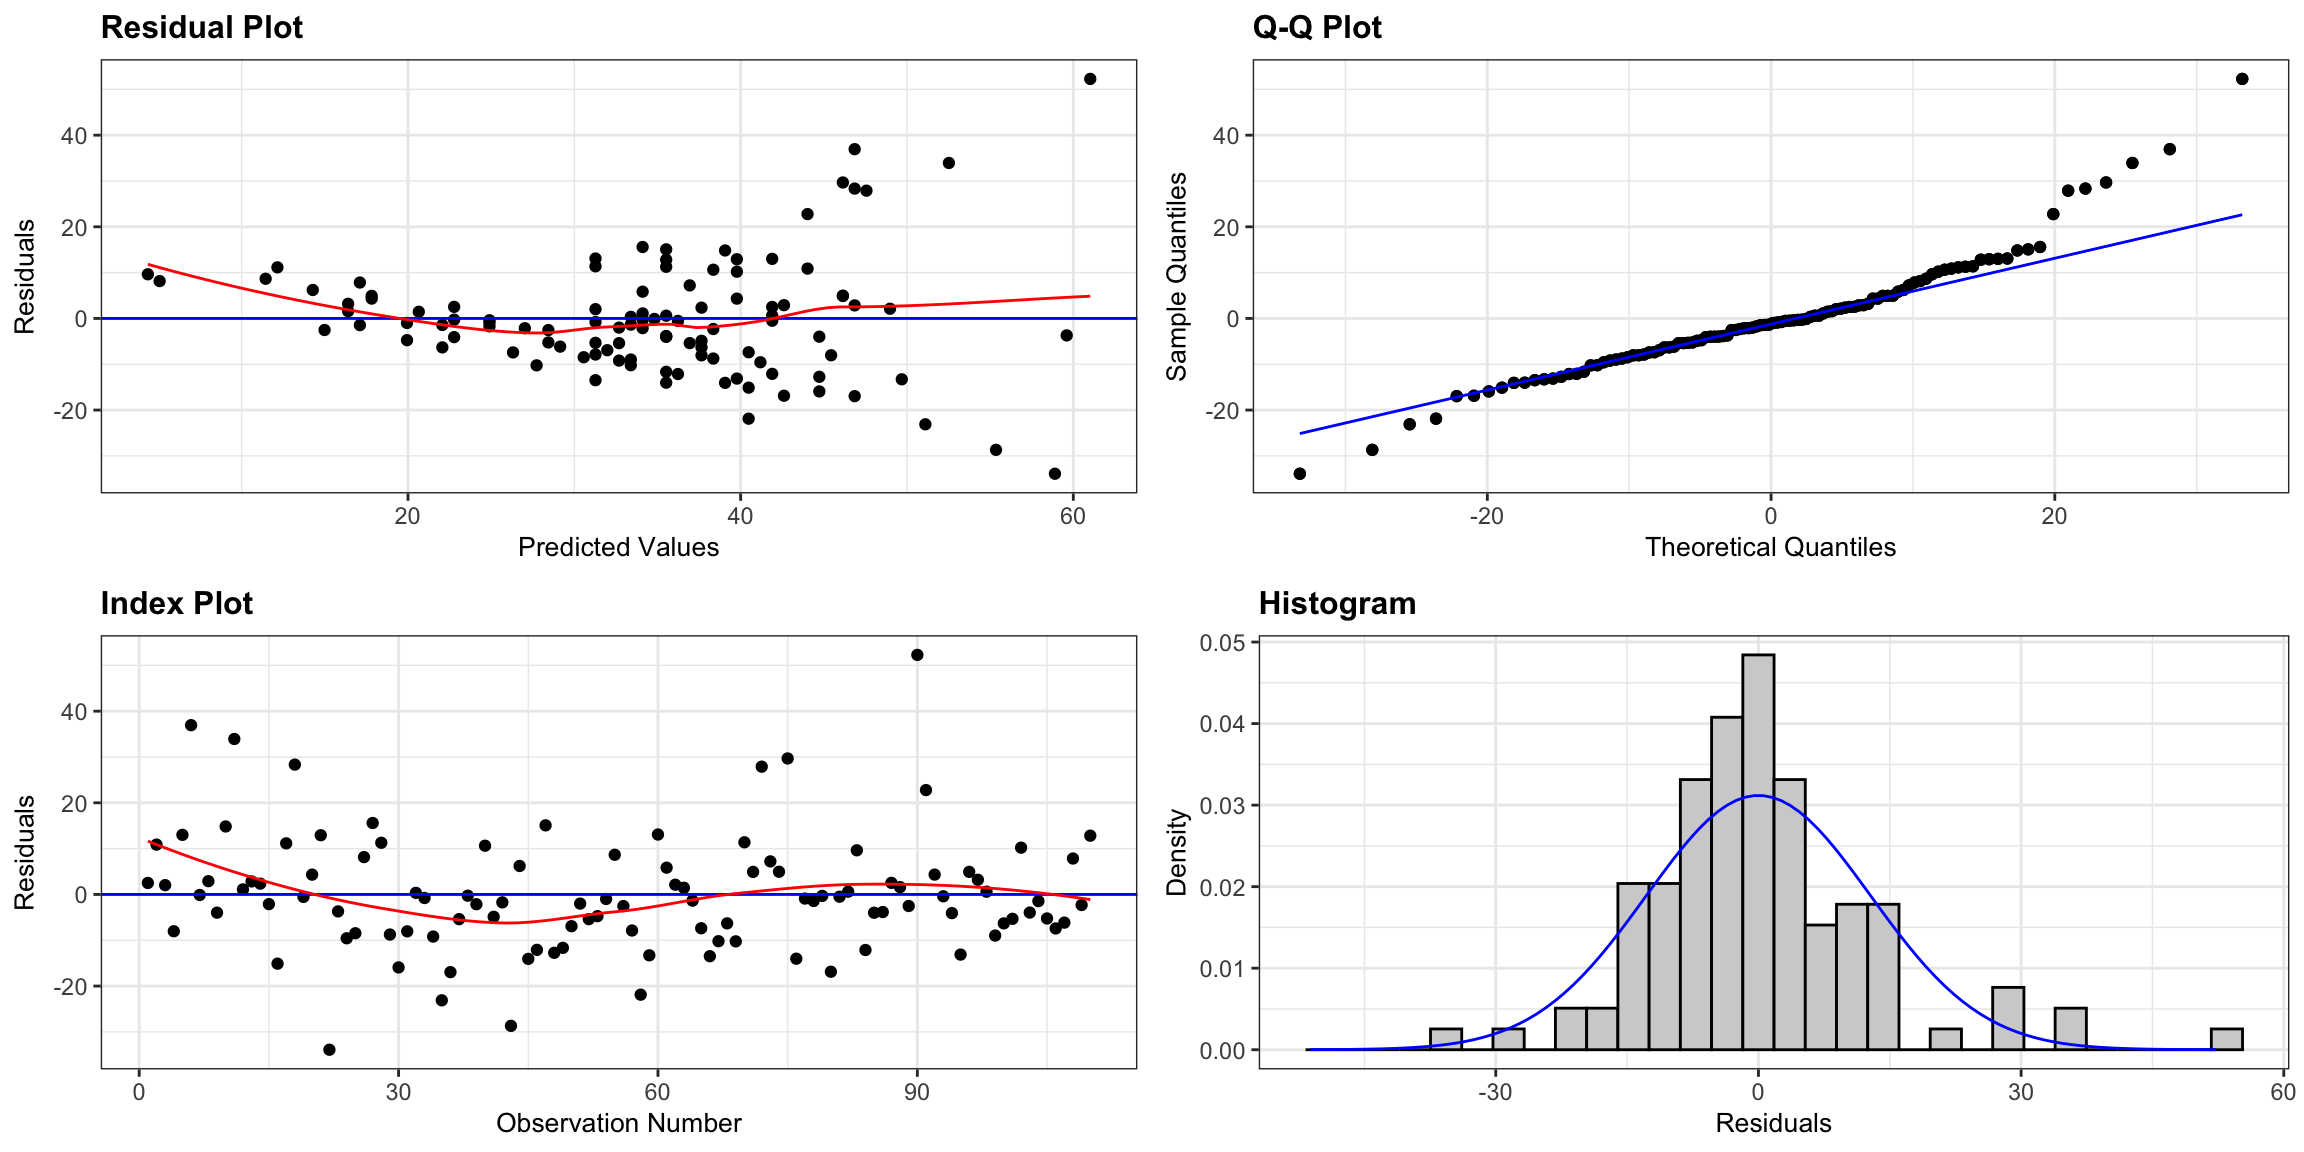 Residual Plot
40
20
0
-20
Residuals
20
40
60
Predicted Values
Q-Q Plot
40
20
0
-20
Sample Quantiles
-20
0
20
Theoretical Quantiles
Index Plot
40
20
0
-20
Residuals
0
30
60
90
Observation Number
Histogram
0.05
0.04
0.03
0.02
0.01
0.00
Density
-30
0
30
60
Residuals